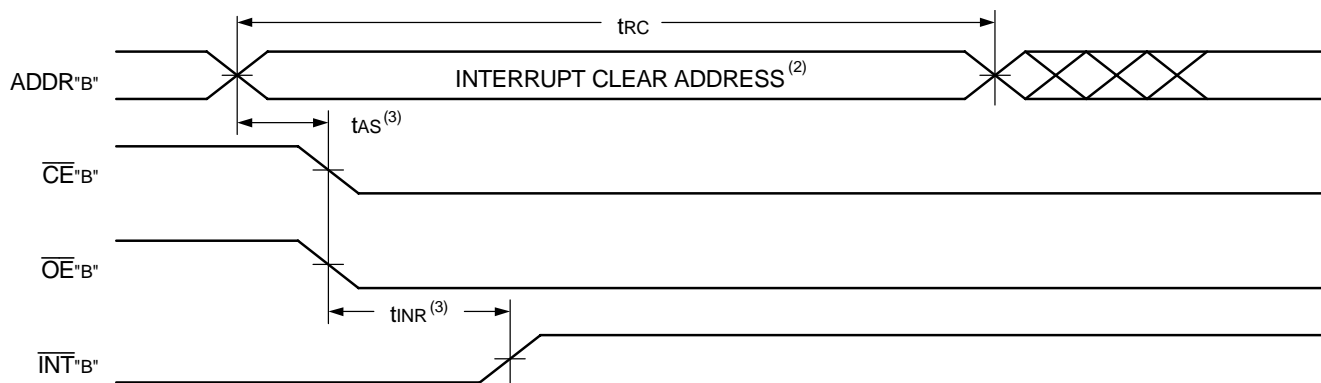 tRC
ADDR"B"
INTERRUPT CLEAR ADDRESS(2)
tAS(3)
CE"B"
OE"B"
tINR(3)
INT"B"